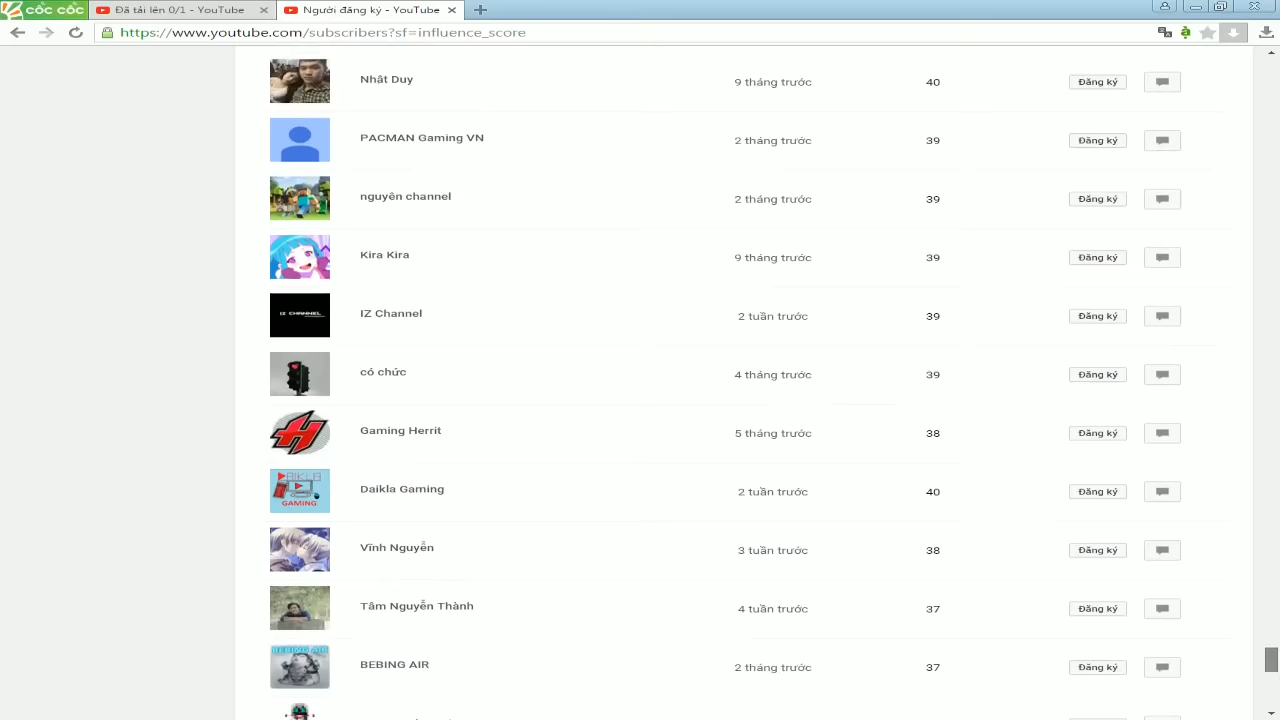 cốc cốc
Đã tải lên 0/1 - YouTube
Người đăng ký - YouTube
https://www.youtube.com/subscribers?sf=influence_score
Nhật Duy 9 tháng trước 40 Đăng ký
PACMAN Gaming VN 2 tháng trước 39 Đăng ký
nguyên channel 2 tháng trước 39 Đăng ký
Kira Kira 9 tháng trước 39 Đăng ký
IZ CHANNEL
IZ Channel 2 tuần trước 39 Đăng ký
có chức 4 tháng trước 39 Đăng ký
Gaming Herrit 5 tháng trước 38 Đăng ký
DAIKLA
GAMING
Daikla Gaming 2 tuần trước 40 Đăng ký
Vĩnh Nguyễn 3 tuần trước 38 Đăng ký
Tâm Nguyễn Thành 4 tuần trước 37 Đăng ký
BEBING AIR
BEBING AIR 2 tháng trước 37 Đăng ký